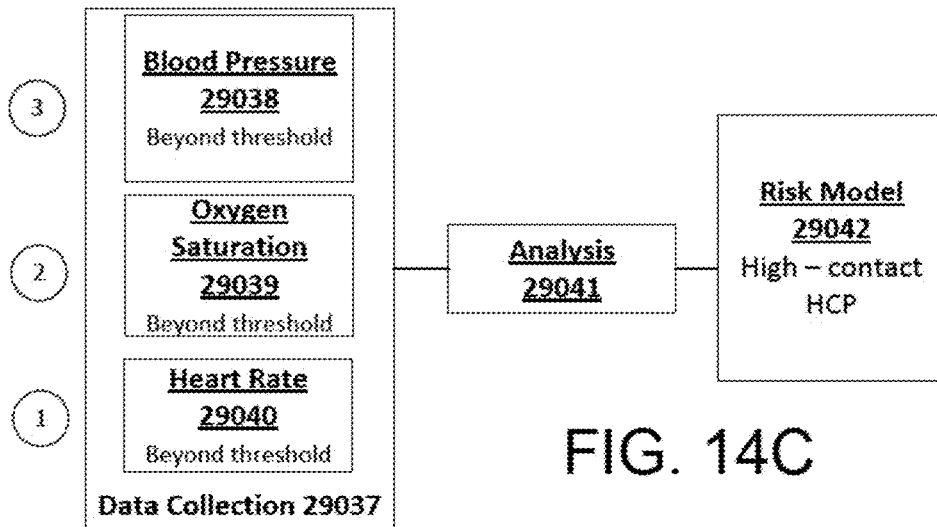 3
Blood Pressure
29038
Beyond threshold
2
Oxygen
Saturation
29039
Beyond threshold
1
Heart Rate
29040
Beyond threshold
Data Collection 29037
Analysis
29041
Risk Model
29042
High – contact
HCP
FIG. 14C